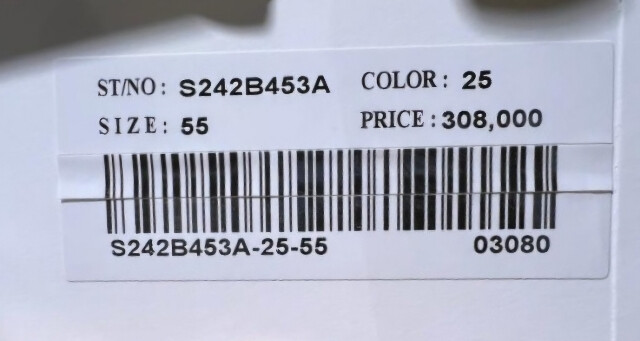 ST/NO: S242B453A COLOR: 25
SIZE: 55 PRICE: 308,000
S242B453A-25-55 03080